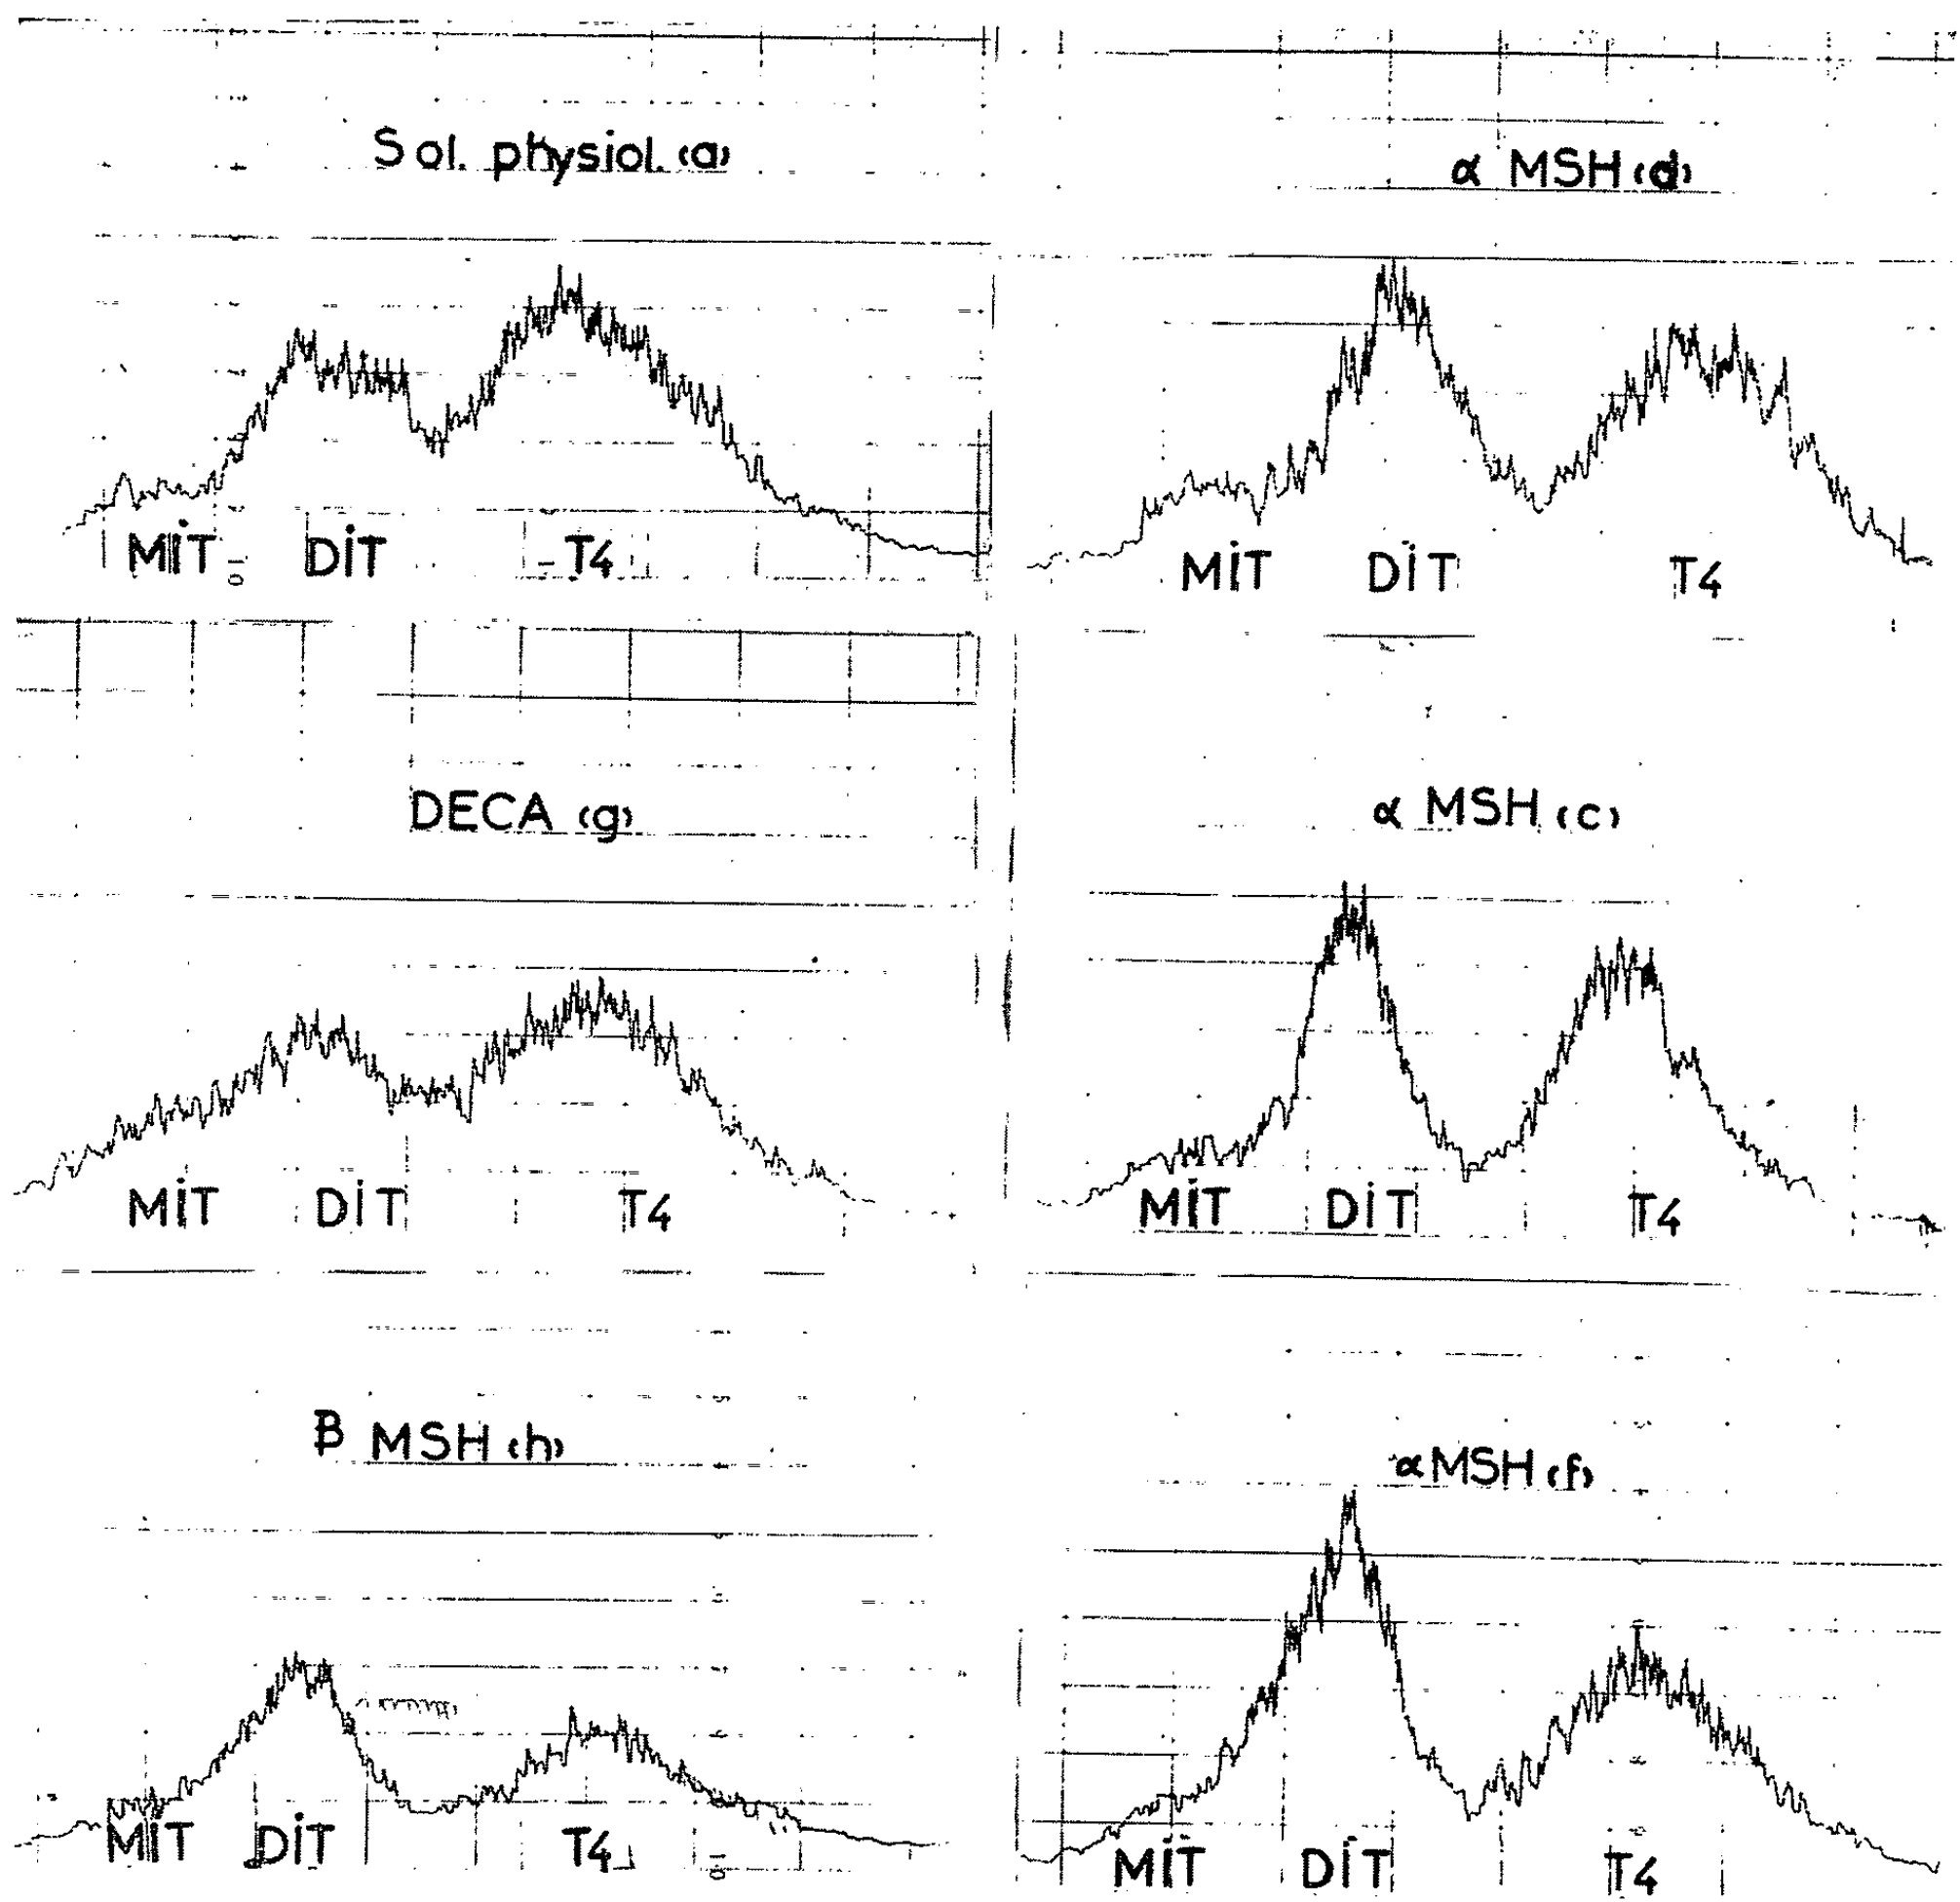 Sol. physiol. (a)
MiT DiT T4
α MSH (d)
MiT DiT T4
DECA (g)
MiT DiT T4
α MSH (c)
MiT DiT T4
B MSH (h)
MiT DiT T4
α MSH (f)
MiT DiT T4